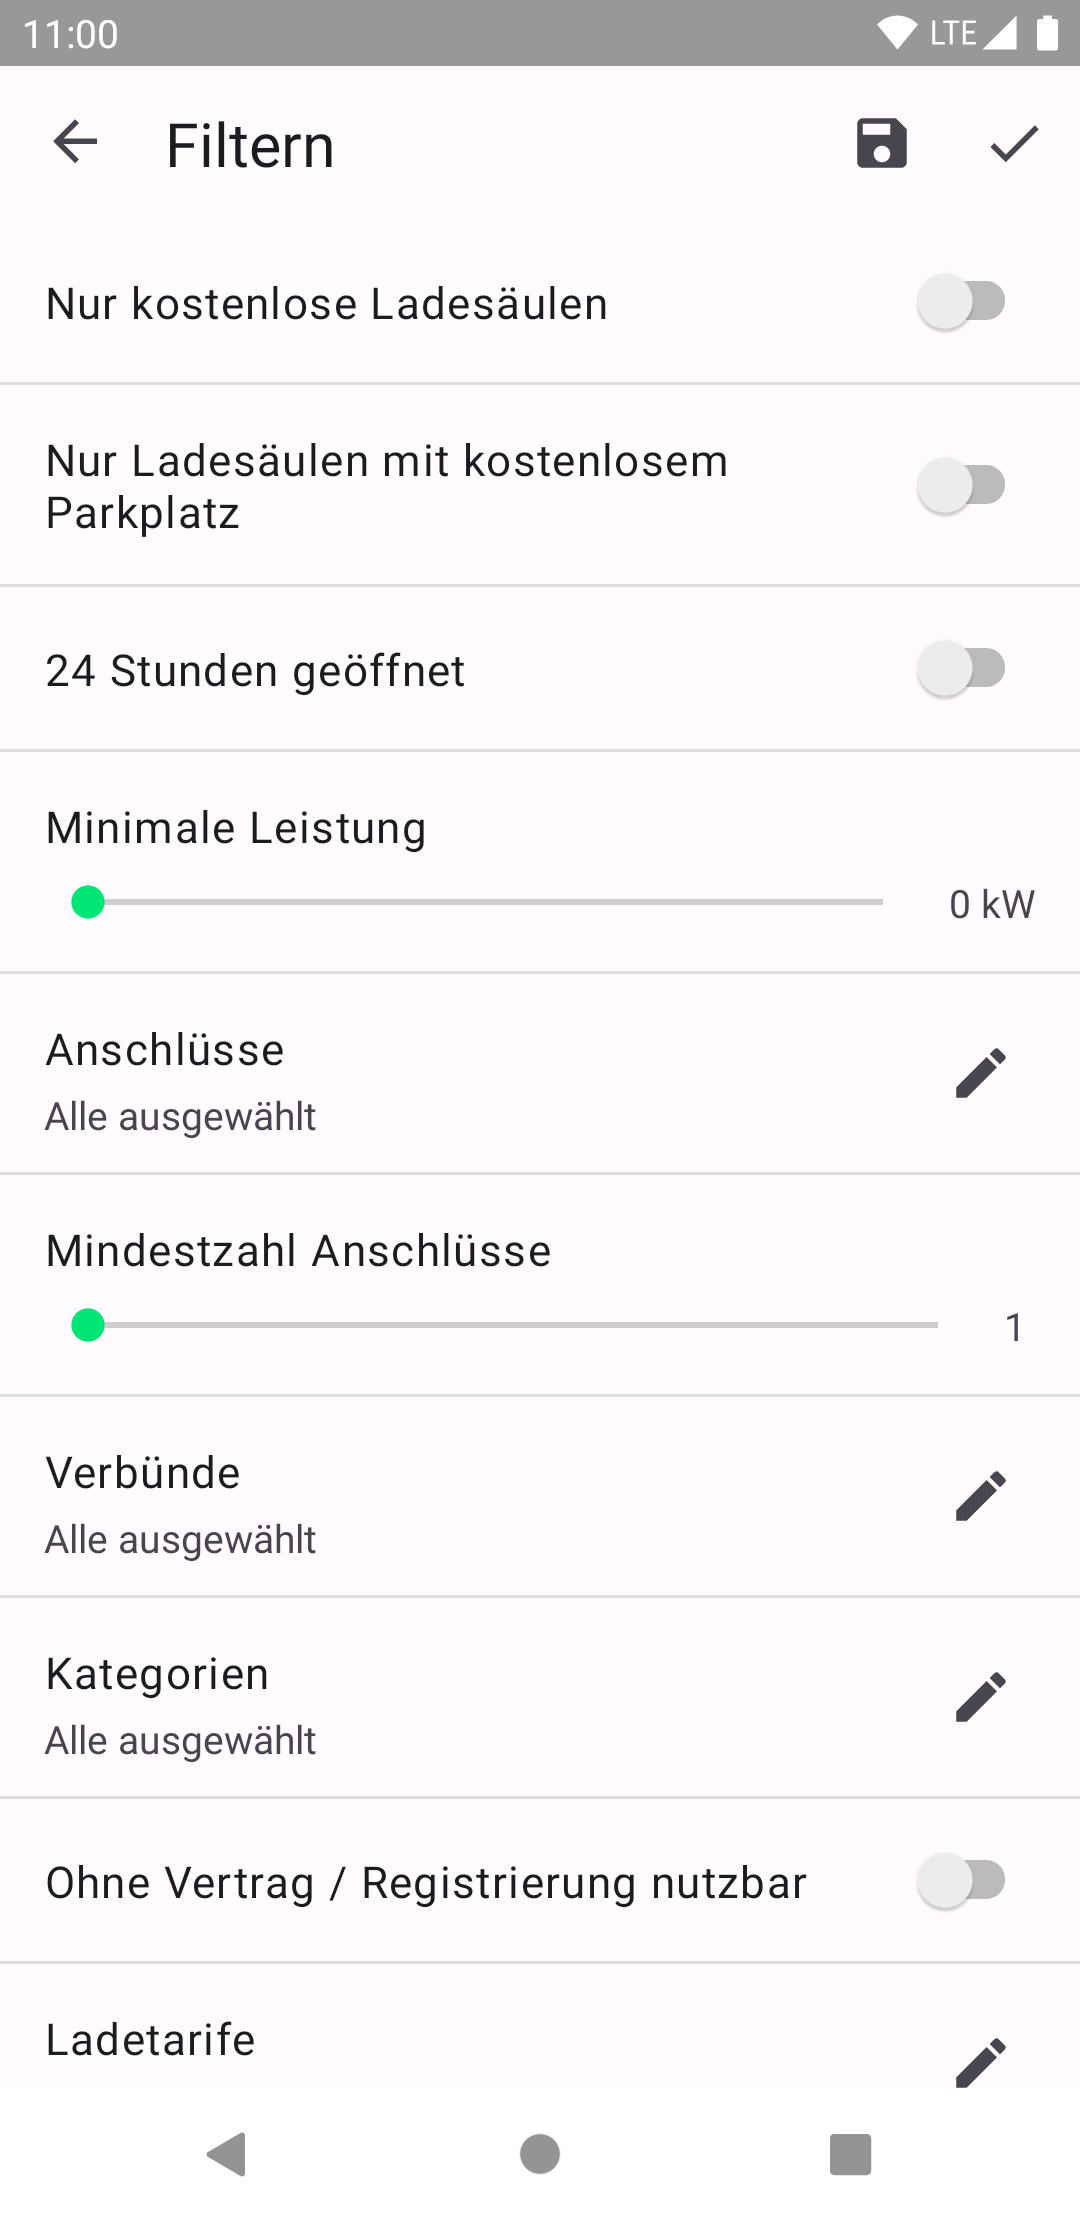 11:00
LTE
Filtern
Nur kostenlose Ladesäulen
Nur Ladesäulen mit kostenlosem
Parkplatz
24 Stunden geöffnet
Minimale Leistung
0 kW
Anschlüsse
Alle ausgewählt
Mindestzahl Anschlüsse
1
Verbünde
Alle ausgewählt
Kategorien
Alle ausgewählt
Ohne Vertrag / Registrierung nutzbar
Ladetarife